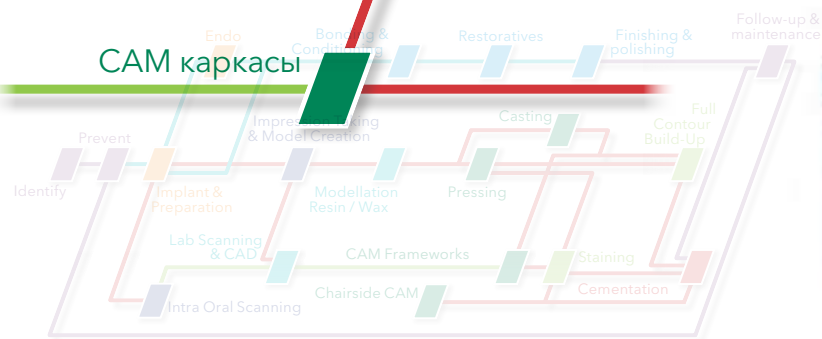 Follow-up &
maintenance
Endo
Bonding &
Conditioning
Restoratives
Finishing &
polishing
CAM каркасы
Impression Taking
& Model Creation
Casting
Full
Contour
Build-Up
Prevent
Identify
Implant &
Preparation
Modellation
Resin / Wax
Pressing
Lab Scanning
& CAD
CAM Frameworks
Staining
Chairside CAM
Cementation
Intra Oral Scanning